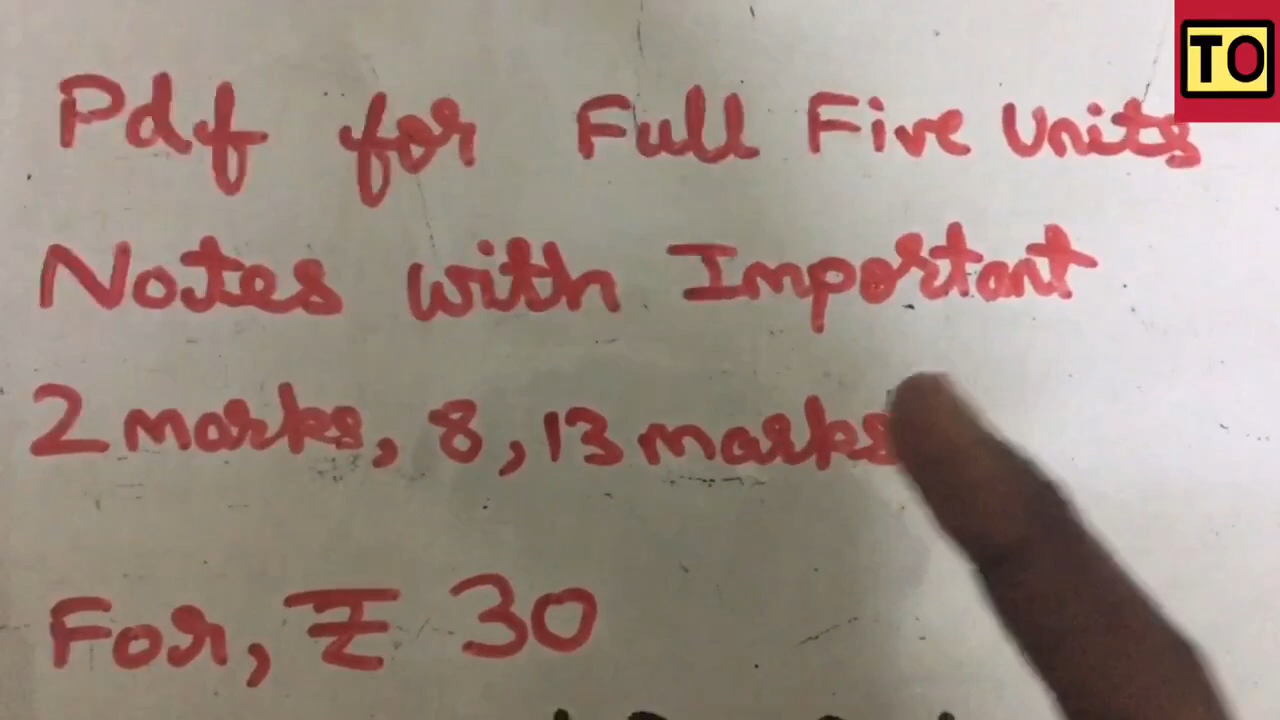 TO
Pdf for Full Five Units
Notes with Important
2 marks, 8, 13 marks
For, ₹ 30